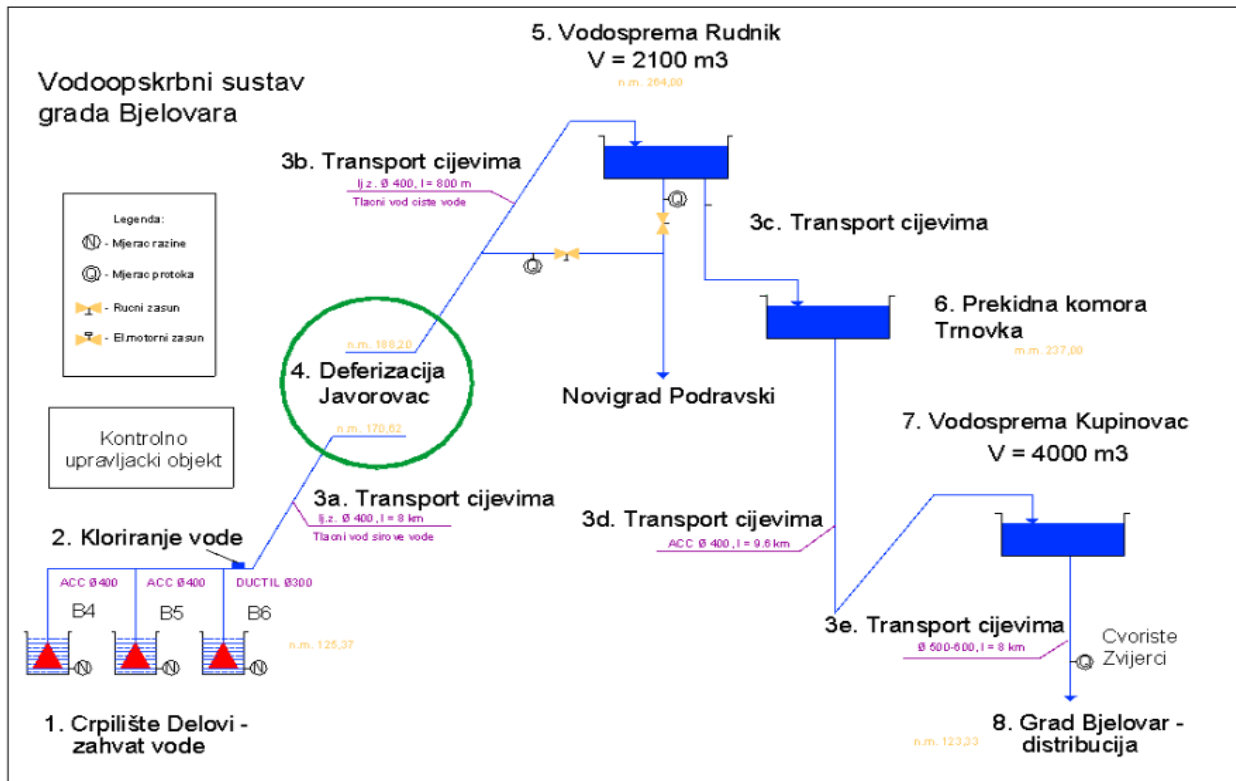 Vodoopskrbni sustav
grada Bjelovara
5. Vodosprema Rudnik
V = 2100 m3
n.m. 264,00
3b. Transport cijevima
lj.z. Ø 400, l = 800 m
Tlacni vod ciste vode
Legenda:
N - Mjerac razine
Q - Mjerac protoka
- Rucni zasun
- El.motorni zasun
Q
3c. Transport cijevima
Q
6. Prekidna komora
Trnovka
m.m. 237,00
n.m. 188,20
4. Deferizacija
Javorovac
n.m. 170,62
Novigrad Podravski
7. Vodosprema Kupinovac
V = 4000 m3
Kontrolno
upravljacki objekt
3a. Transport cijevima
lj.z. Ø 400, l = 8 km
Tlacni vod sirove vode
3d. Transport cijevima
ACC Ø 400, l = 9.6 km
2. Kloriranje vode
ACC Ø400
ACC Ø400
DUCTIL Ø300
B4
B5
B6
N
N
N
n.m. 125,37
3e. Transport cijevima
Ø 500-600, l = 8 km
Cvoriste
Zvijerci
Q
1. Crpilište Delovi -
zahvat vode
8. Grad Bjelovar -
distribucija
n.m. 123,33